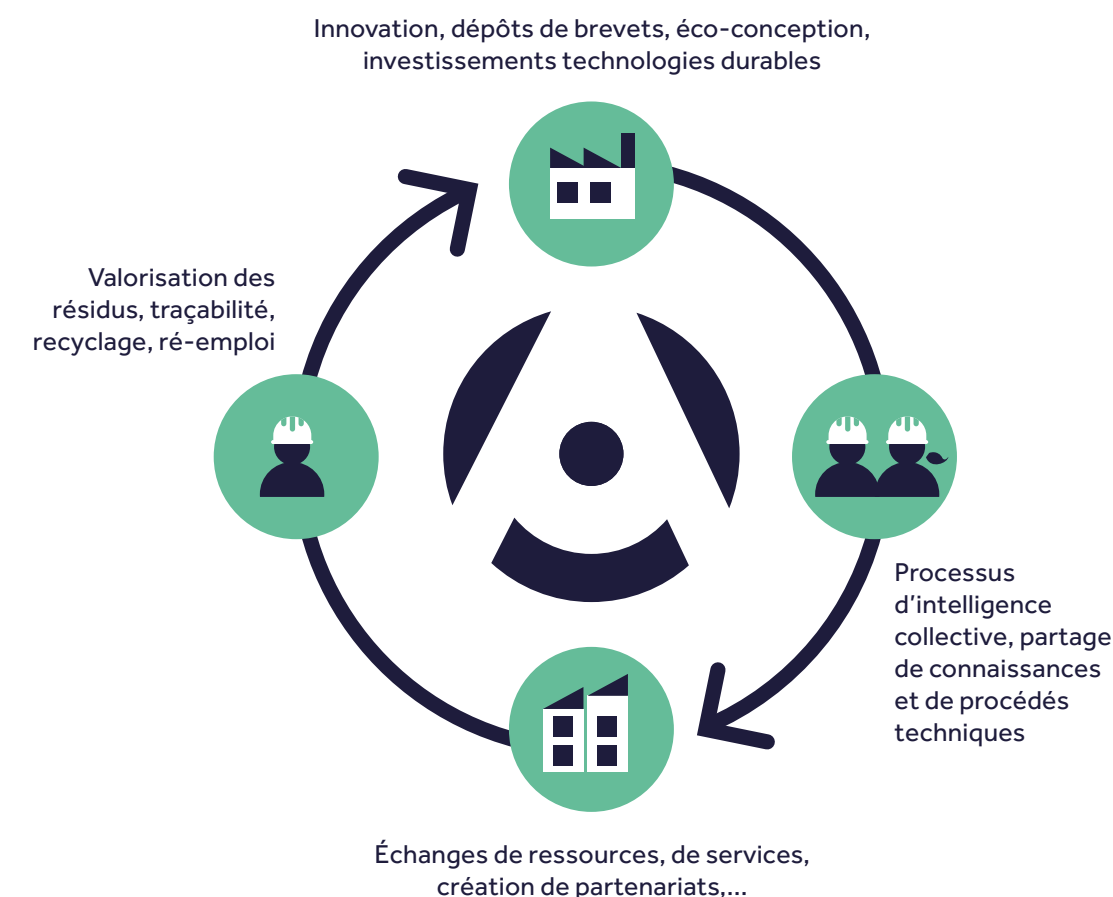 Innovation, dépôts de brevets, éco-conception,
investissements technologies durables
Valorisation des
résidus, traçabilité,
recyclage, ré-emploi
Processus
d’intelligence
collective, partage
de connaissances
et de procédés
techniques
Échanges de ressources, de services,
création de partenariats,...